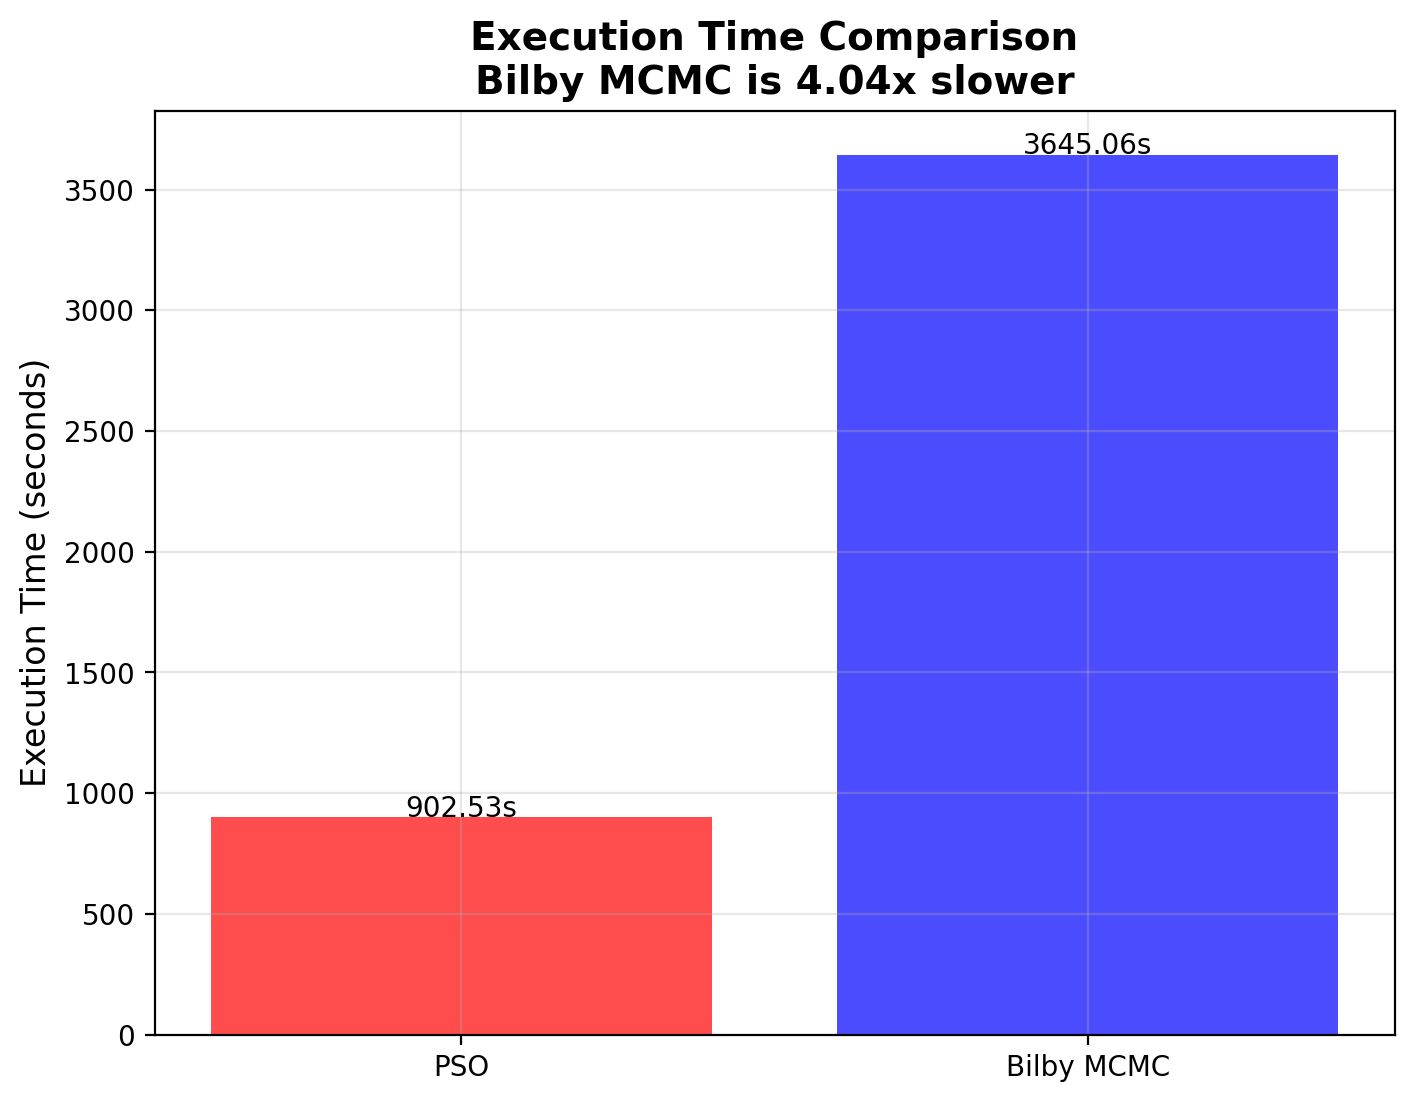 Execution Time Comparison
Bilby MCMC is 4.04x slower
Execution Time (seconds)
3500
3000
2500
2000
1500
1000
500
0
902.53s
3645.06s
PSO
Bilby MCMC